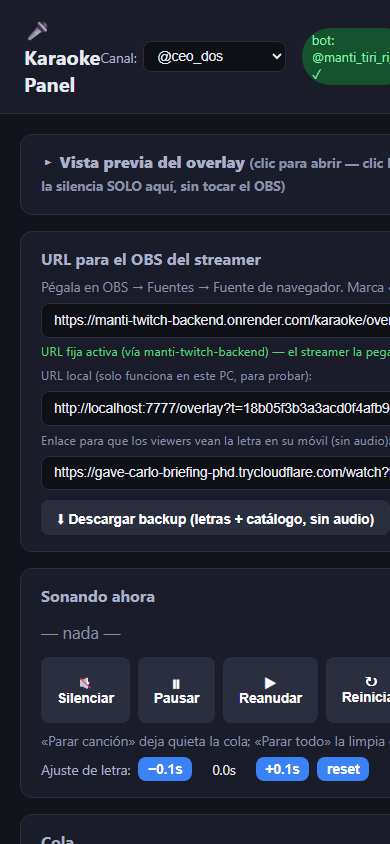 Karaoke Panel
Canal:
@ceo_dos
bot:
@manti_tiri_ri
✓
▸ Vista previa del overlay (clic para abrir — clic
la silencia SOLO aquí, sin tocar el OBS)
URL para el OBS del streamer
Pégala en OBS → Fuentes → Fuente de navegador. Marca
https://manti-twitch-backend.onrender.com/karaoke/over
URL fija activa (vía manti-twitch-backend) — el streamer la pega
URL local (solo funciona en este PC, para probar):
http://localhost:7777/overlay?t=18b05f3b3a3acd0f4afb9
Enlace para que los viewers vean la letra en su móvil (sin audio):
https://gave-carlo-briefing-phd.trycloudflare.com/watch?
⬇ Descargar backup (letras + catálogo, sin audio)
Sonando ahora
— nada —
Silenciar
⏸ Pausar
▶ Reanudar
↻ Reinicia
«Parar canción» deja quieta la cola; «Parar todo» la limpia
Ajuste de letra: −0.1s 0.0s +0.1s reset
Cola